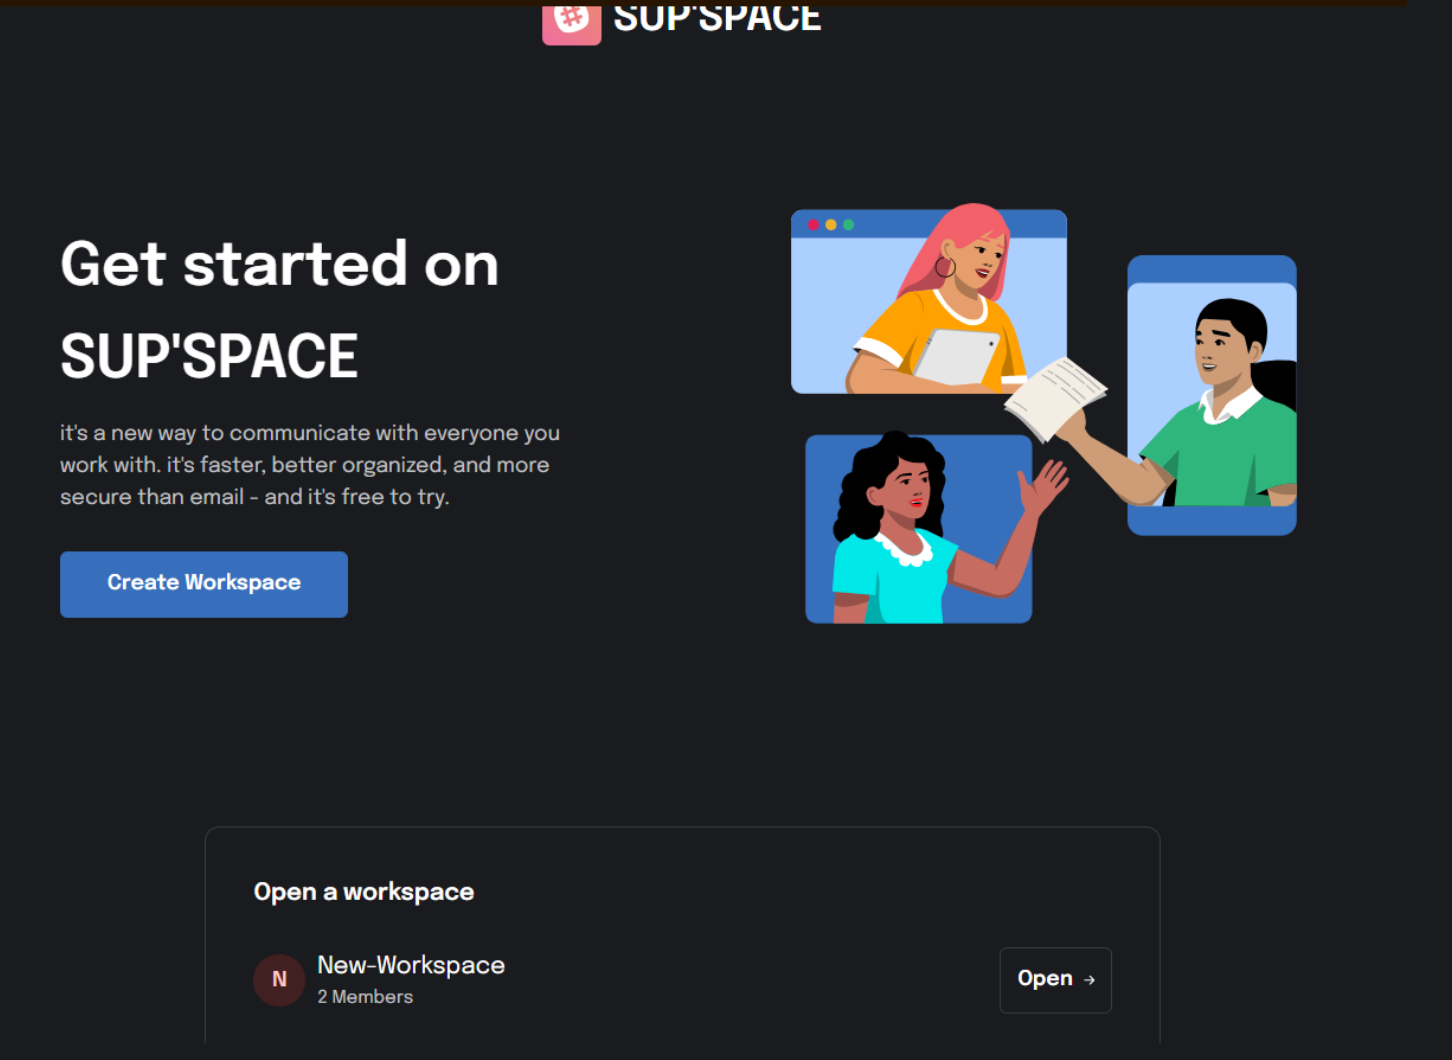 SUP'SPACE
Get started on
SUP'SPACE
it's a new way to communicate with everyone you
work with. it's faster, better organized, and more
secure than email - and it's free to try.
Create Workspace
Open a workspace
N
New-Workspace
2 Members
Open →